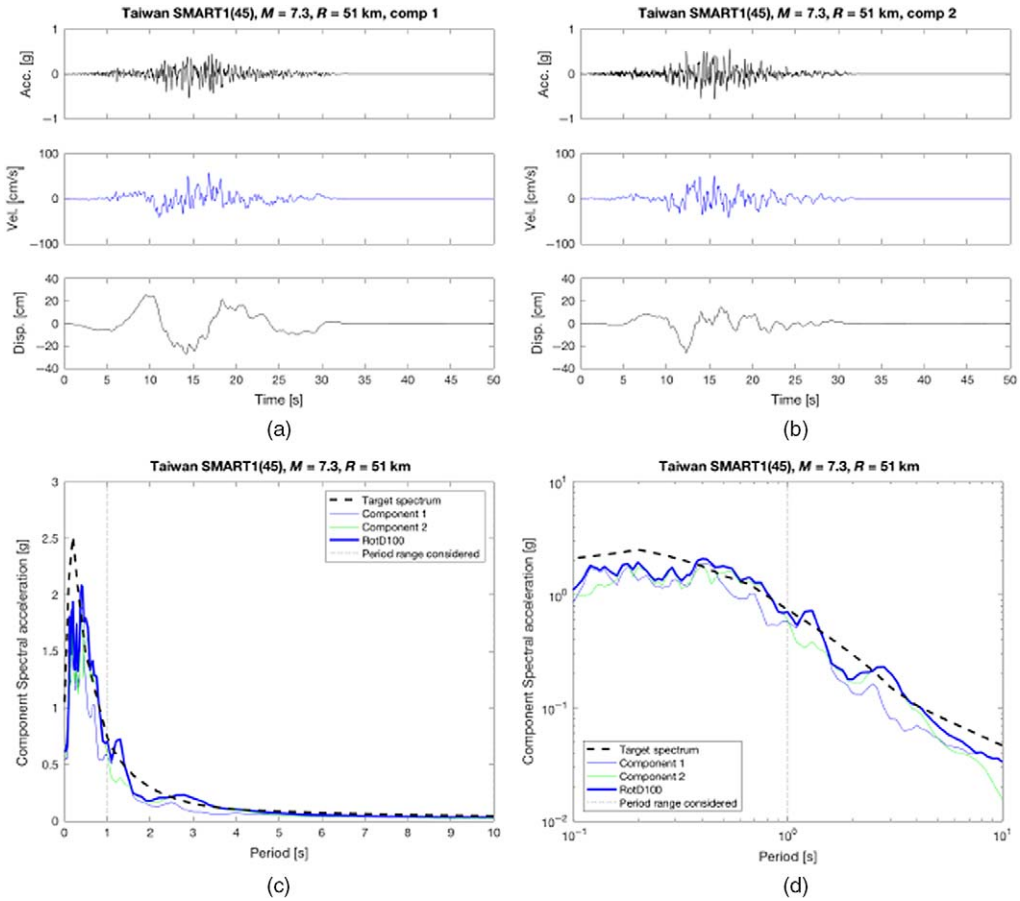 Taiwan SMART1(45), M = 7.3, R = 51 km, comp 1
1
0
−1
Acc. [g]
100
0
−100
Vel. [cm/s]
40
20
0
−20
−40
Disp. [cm]
0 5 10 15 20 25 30 35 40 45 50
Time [s]
(a)
Taiwan SMART1(45), M = 7.3, R = 51 km, comp 2
1
0
−1
Acc. [g]
100
0
−100
Vel. [cm/s]
40
20
0
−20
−40
Disp. [cm]
0 5 10 15 20 25 30 35 40 45 50
Time [s]
(b)
Taiwan SMART1(45), M = 7.3, R = 51 km
3
2.5
2
1.5
1
0.5
0
Component Spectral acceleration [g]
Target spectrum
Component 1
Component 2
RotD100
Period range considered
0 1 2 3 4 5 6 7 8 9 10
Period [s]
(c)
Taiwan SMART1(45), M = 7.3, R = 51 km
10¹
10⁰
10⁻¹
10⁻²
Component Spectral acceleration [g]
Target spectrum
Component 1
Component 2
RotD100
Period range considered
10⁻¹ 10⁰ 10¹
Period [s]
(d)